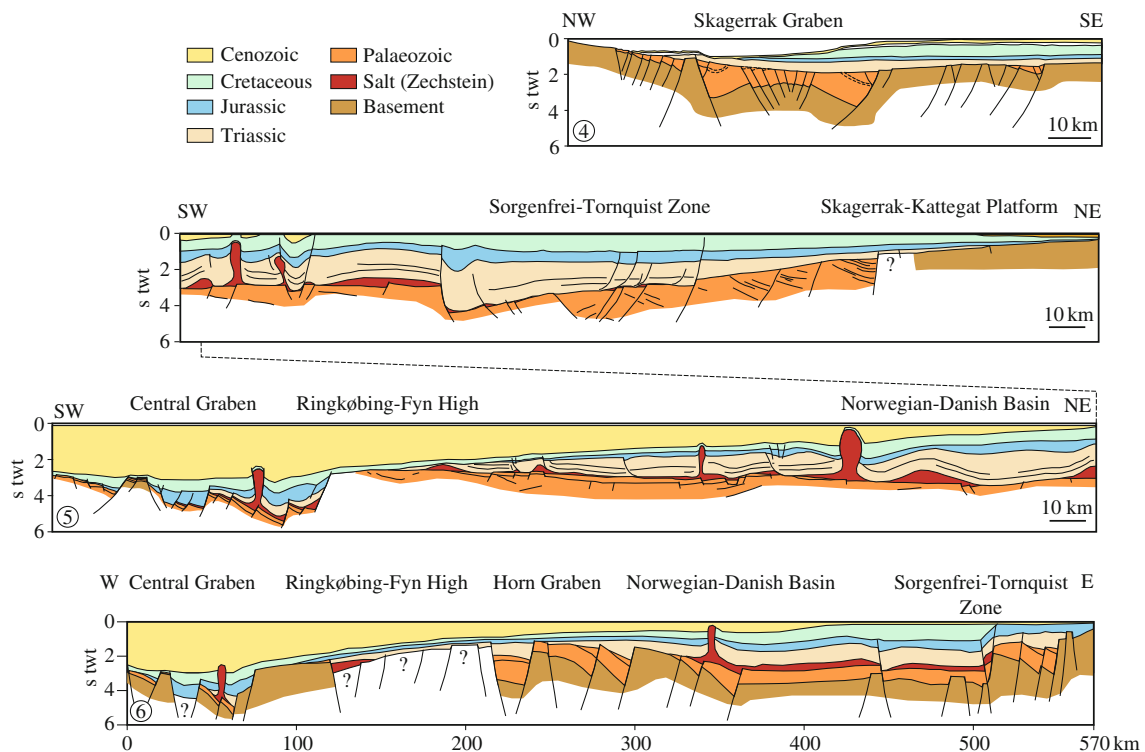 NW Skagerrak Graben SE
Cenozoic
Cretaceous
Jurassic
Triassic
Palaeozoic
Salt (Zechstein)
Basement
0
2
4
6
s twt
4
10 km
SW Sorgenfrei-Tornquist Zone Skagerrak-Kattegat Platform NE
0
2
4
6
s twt
?
10 km
SW Central Graben Ringkøbing-Fyn High Norwegian-Danish Basin NE
0
2
4
6
s twt
5
10 km
W Central Graben Ringkøbing-Fyn High Horn Graben Norwegian-Danish Basin Sorgenfrei-Tornquist E
Zone
0
2
4
6
s twt
6
? ? ? ?
0 100 200 300 400 500 570 km